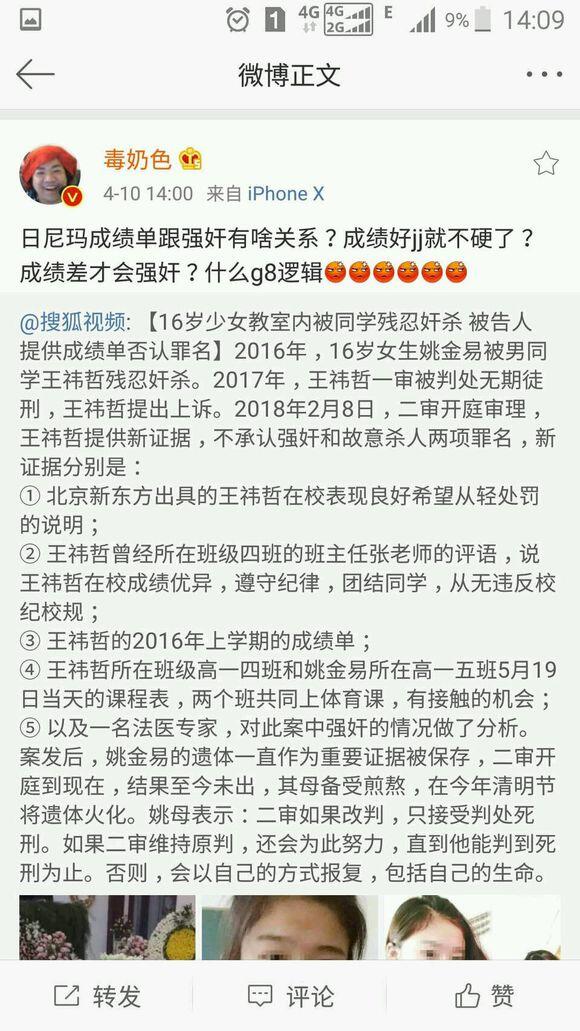 1 4G 4G 2G E 9% 14:09
微博正文
毒奶色
4-10 14:00 来自 iPhone X
日尼玛成绩单跟强奸有啥关系？成绩好jj就不硬了？
成绩差才会强奸？什么g8逻辑
@搜狐视频: 【16岁少女教室内被同学残忍奸杀 被告人
提供成绩单否认罪名】2016年，16岁女生姚金易被男同
学王祎哲残忍奸杀。2017年，王祎哲一审被判处无期徒
刑，王祎哲提出上诉。2018年2月8日，二审开庭审理，
王祎哲提供新证据，不承认强奸和故意杀人两项罪名，新
证据分别是：
① 北京新东方出具的王祎哲在校表现良好希望从轻处罚
的说明；
② 王祎哲曾经所在班级四班的班主任张老师的评语，说
王祎哲在校成绩优异，遵守纪律，团结同学，从无违反校
纪校规；
③ 王祎哲的2016年上学期的成绩单；
④ 王祎哲所在班级高一四班和姚金易所在高一五班5月19
日当天的课程表，两个班共同上体育课，有接触的机会；
⑤ 以及一名法医专家，对此案中强奸的情况做了分析。
案发后，姚金易的遗体一直作为重要证据被保存，二审开
庭到现在，结果至今未出，其母备受煎熬，在今年清明节
将遗体火化。姚母表示：二审如果改判，只接受判处死
刑。如果二审维持原判，还会为此努力，直到他能判到死
刑为止。否则，会以自己的方式报复，包括自己的生命。
转发 评论 赞